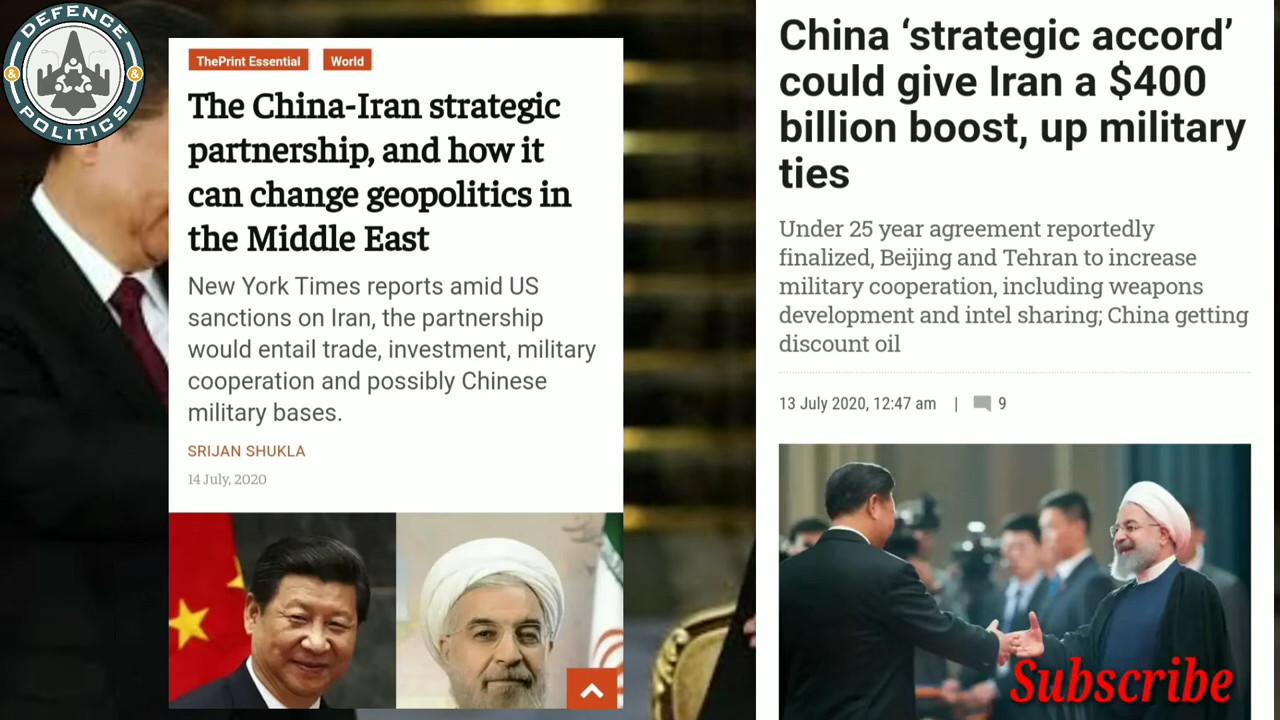 DEFENCE
& &
POLITICS
ThePrint Essential World
The China-Iran strategic
partnership, and how it
can change geopolitics in
the Middle East
New York Times reports amid US
sanctions on Iran, the partnership
would entail trade, investment, military
cooperation and possibly Chinese
military bases.
SRIJAN SHUKLA
14 July, 2020
China ‘strategic accord’
could give Iran a $400
billion boost, up military
ties
Under 25 year agreement reportedly
finalized, Beijing and Tehran to increase
military cooperation, including weapons
development and intel sharing; China getting
discount oil
13 July 2020, 12:47 am | 9
Subscribe